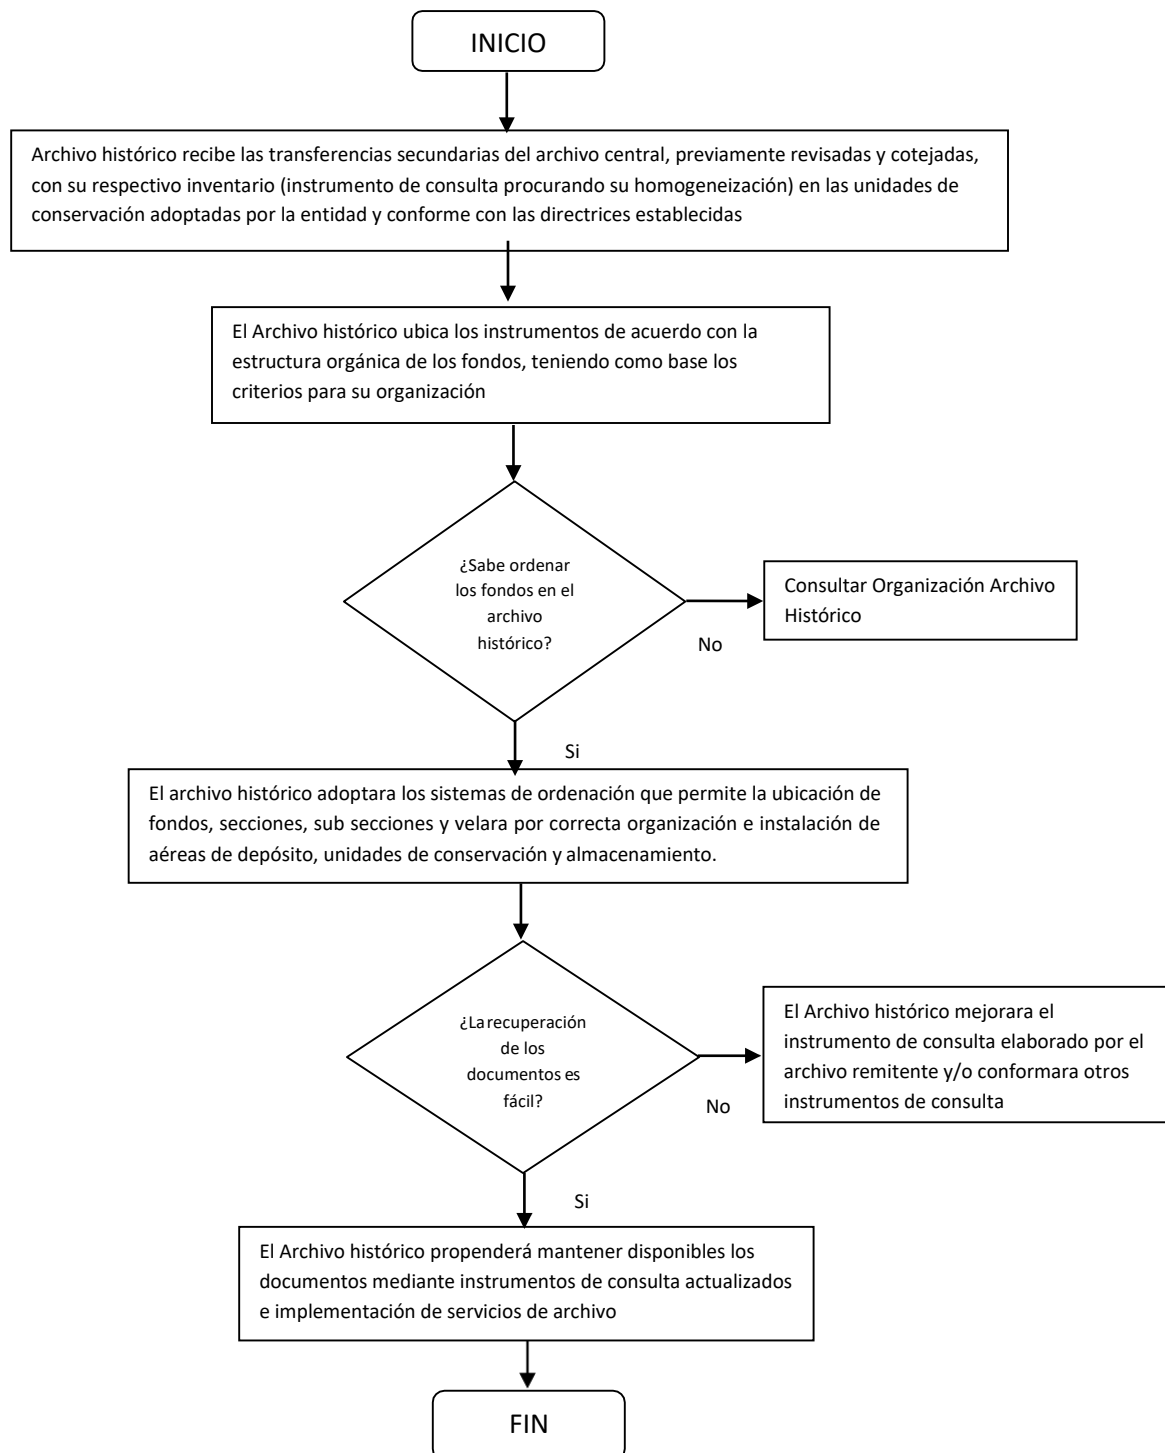 INICIO
Archivo histórico recibe las transferencias secundarias del archivo central, previamente revisadas y cotejadas,
con su respectivo inventario (instrumento de consulta procurando su homogeneización) en las unidades de
conservación adoptadas por la entidad y conforme con las directrices establecidas
El Archivo histórico ubica los instrumentos de acuerdo con la
estructura orgánica de los fondos, teniendo como base los
criterios para su organización
¿Sabe ordenar
los fondos en el
archivo
histórico?
No
Consultar Organización Archivo
Histórico
Si
El archivo histórico adoptara los sistemas de ordenación que permite la ubicación de
fondos, secciones, sub secciones y velara por correcta organización e instalación de
aéreas de depósito, unidades de conservación y almacenamiento.
¿La recuperación
de los
documentos es
fácil?
No
El Archivo histórico mejorara el
instrumento de consulta elaborado por el
archivo remitente y/o conformara otros
instrumentos de consulta
Si
El Archivo histórico propenderá mantener disponibles los
documentos mediante instrumentos de consulta actualizados
e implementación de servicios de archivo
FIN